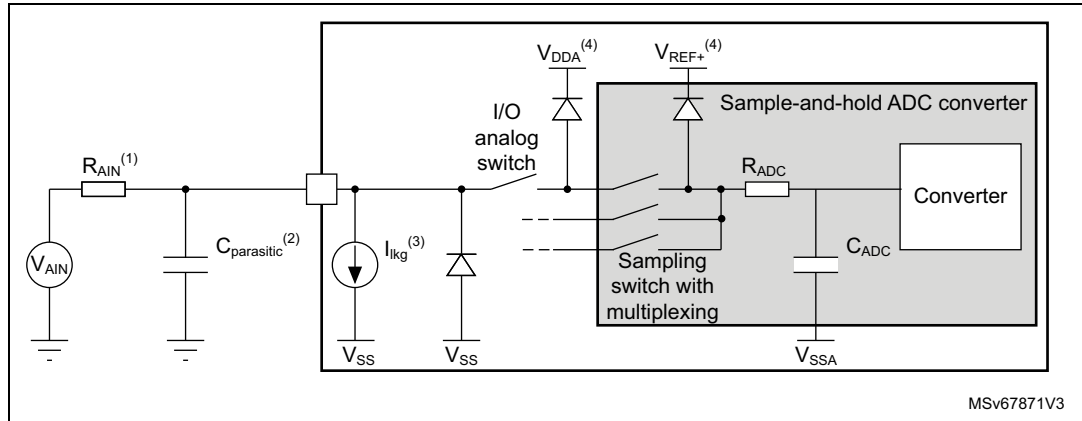 V_DDA^(4)
V_REF+^(4)
Sample-and-hold ADC converter
I/O
analog
switch
R_AIN^(1)
R_ADC
Converter
C_parasitic^(2)
I_lkg^(3)
V_AIN
C_ADC
Sampling
switch with
multiplexing
V_SS
V_SS
V_SSA
MSv67871V3